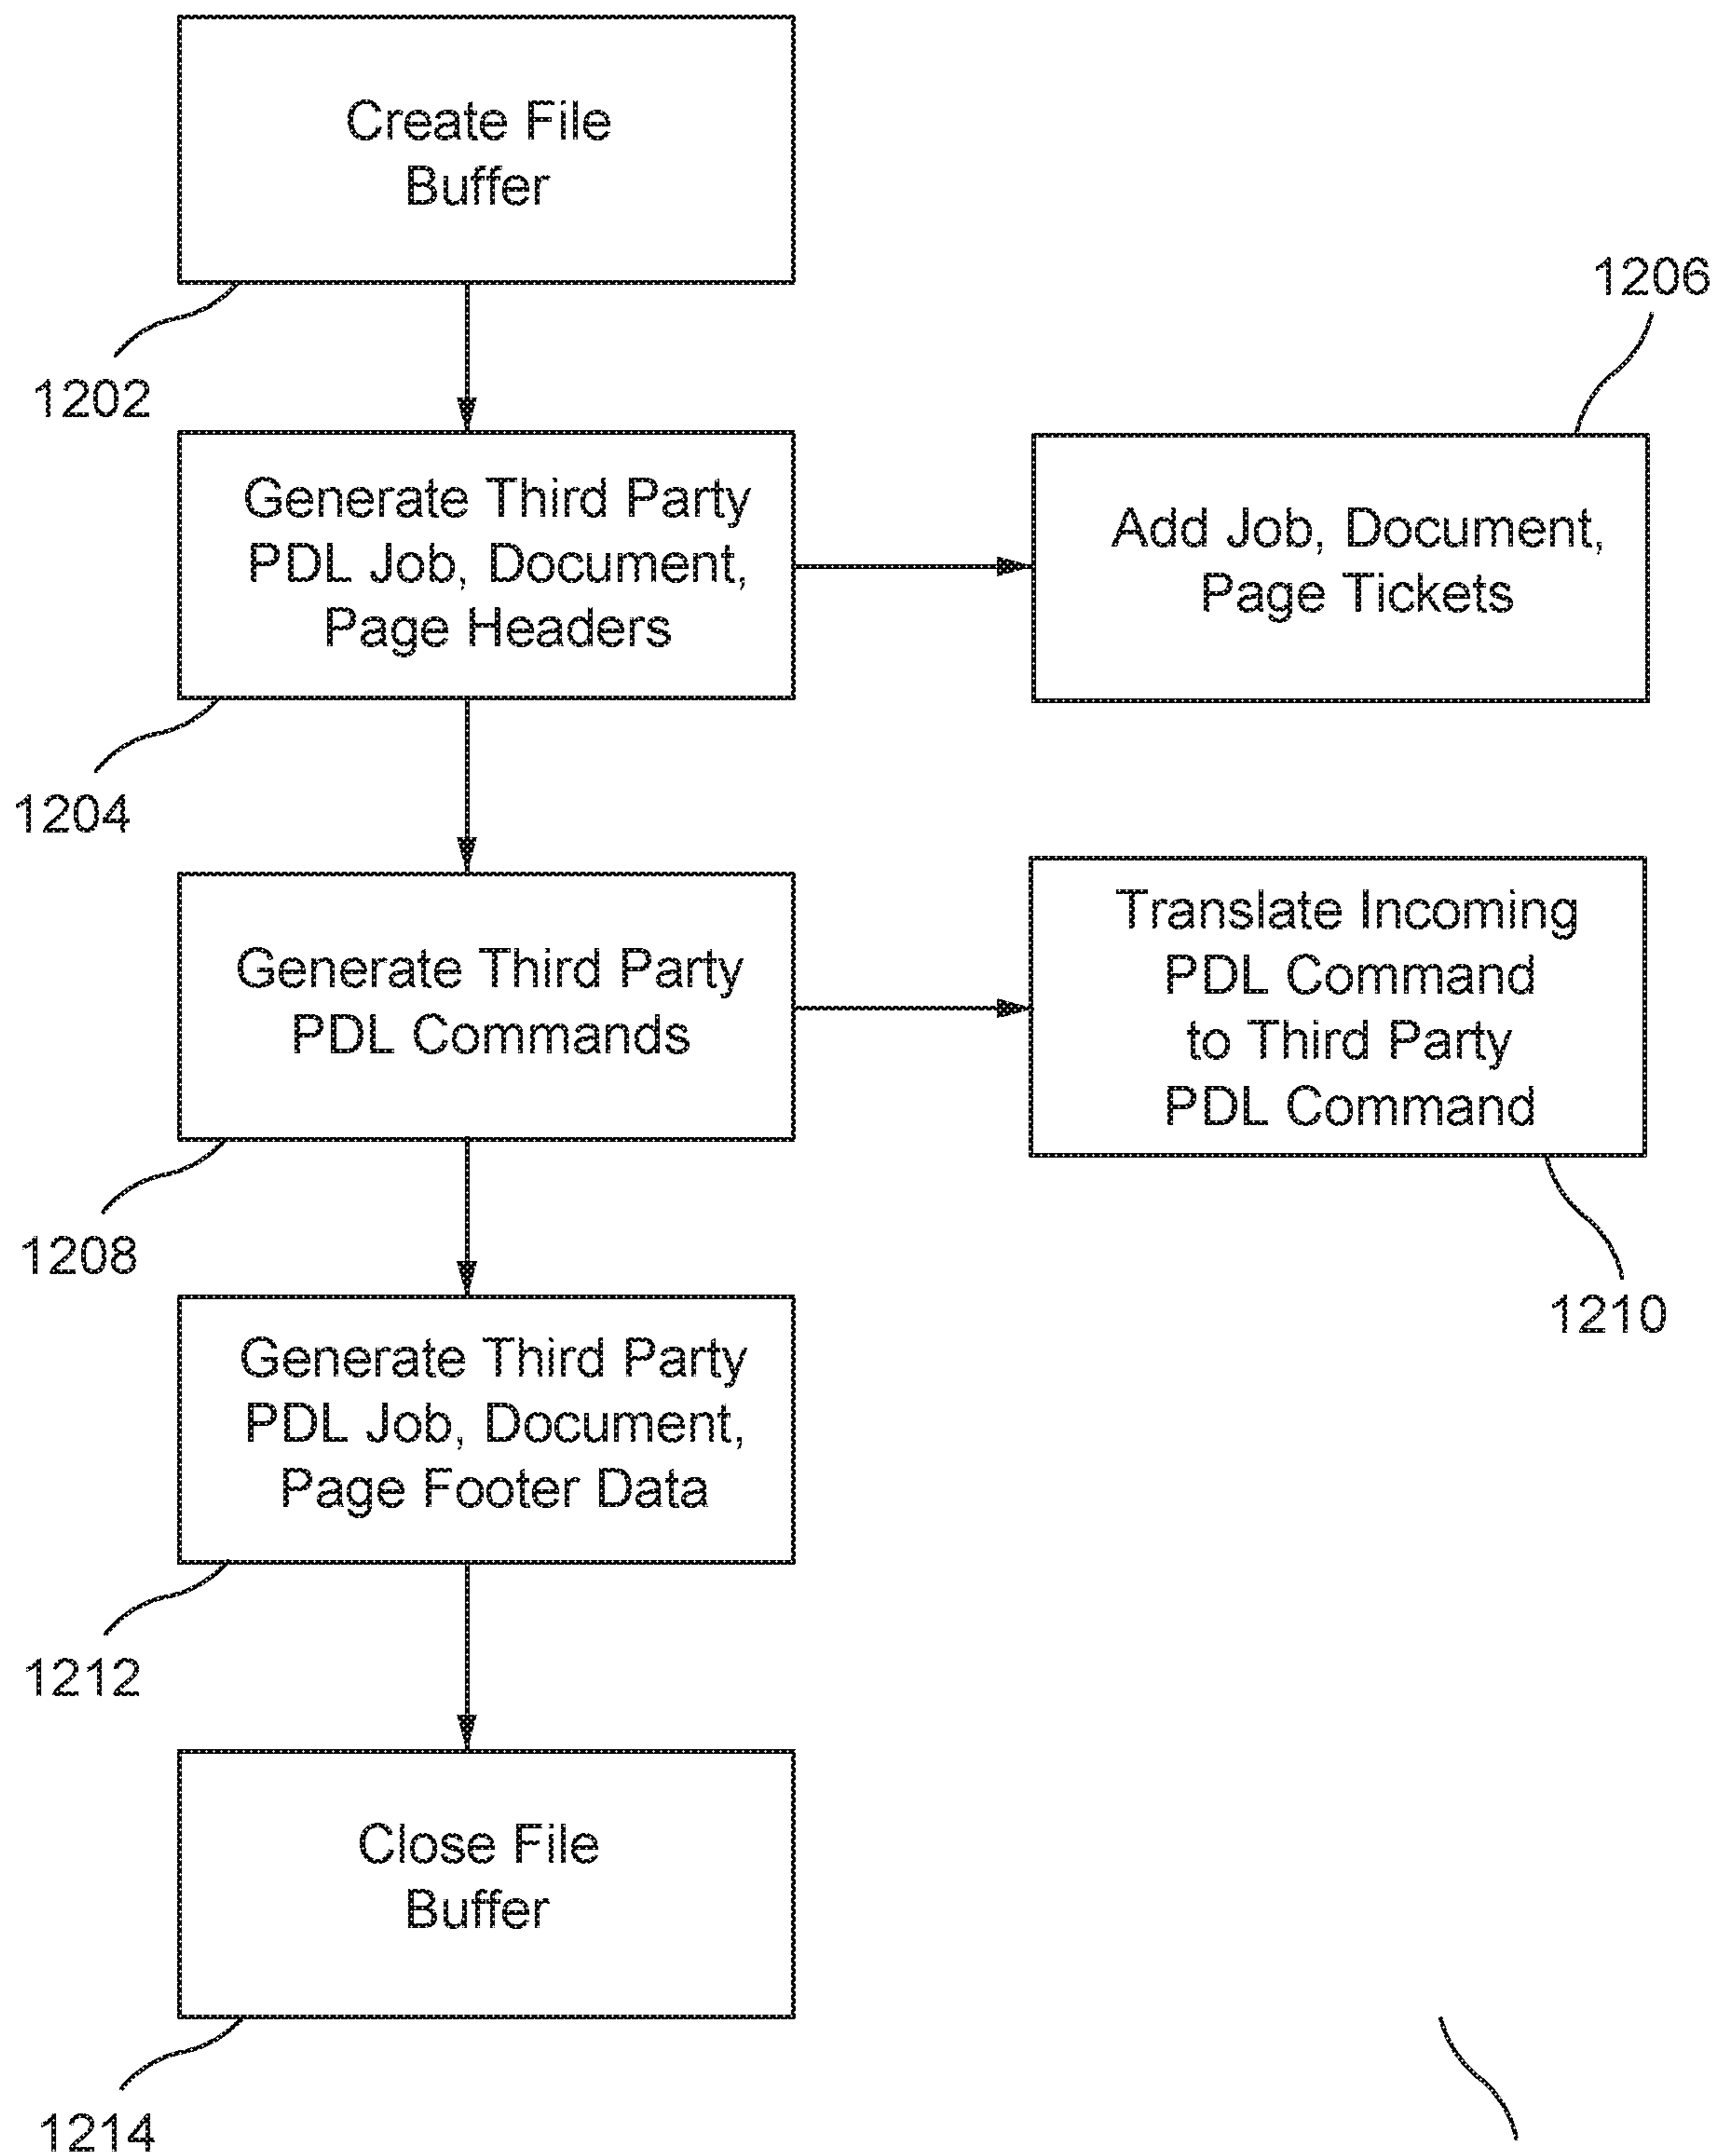 Create File
Buffer
1202
1206
Generate Third Party
PDL Job, Document,
Page Headers
Add Job, Document,
Page Tickets
1204
Generate Third Party
PDL Commands
Translate Incoming
PDL Command
to Third Party
PDL Command
1208
1210
Generate Third Party
PDL Job, Document,
Page Footer Data
1212
Close File
Buffer
1214